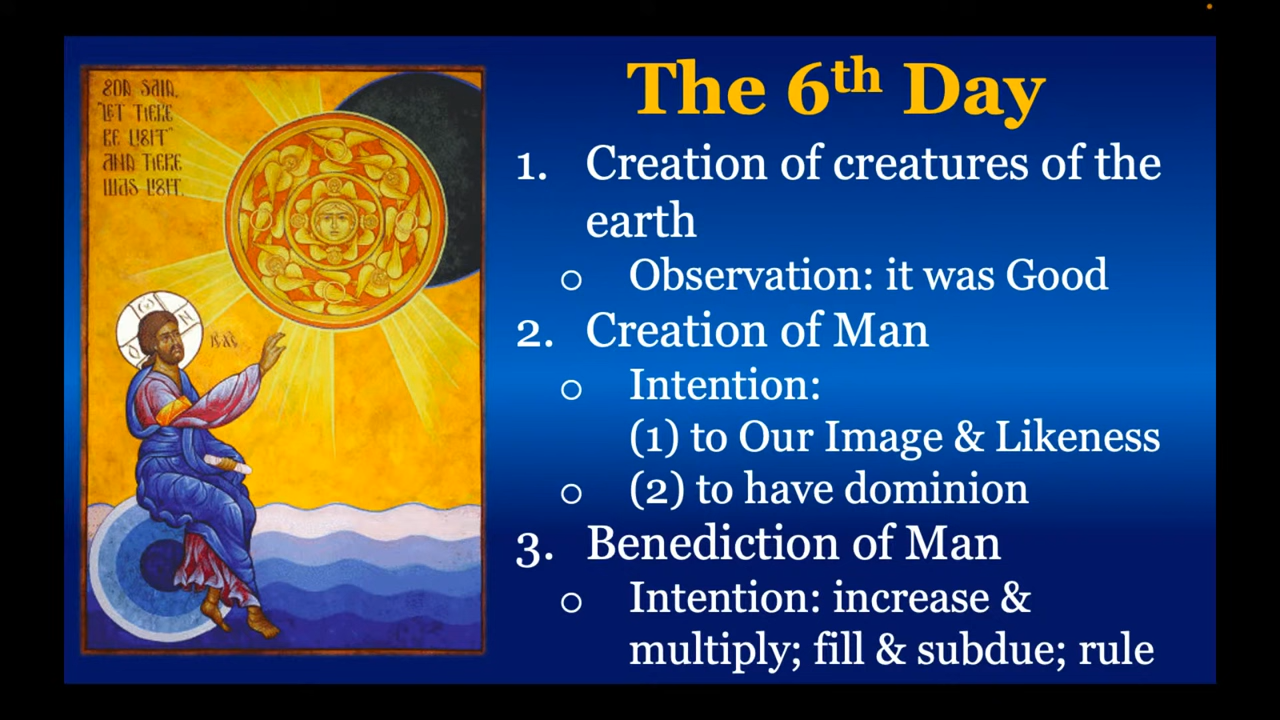 GOD SAID,
"LET THERE
BE LIGHT"
AND THERE
WAS LIGHT.
O W N
IC XC
The 6th Day
1. Creation of creatures of the
earth
o Observation: it was Good
2. Creation of Man
o Intention:
(1) to Our Image & Likeness
o (2) to have dominion
3. Benediction of Man
o Intention: increase &
multiply; fill & subdue; rule